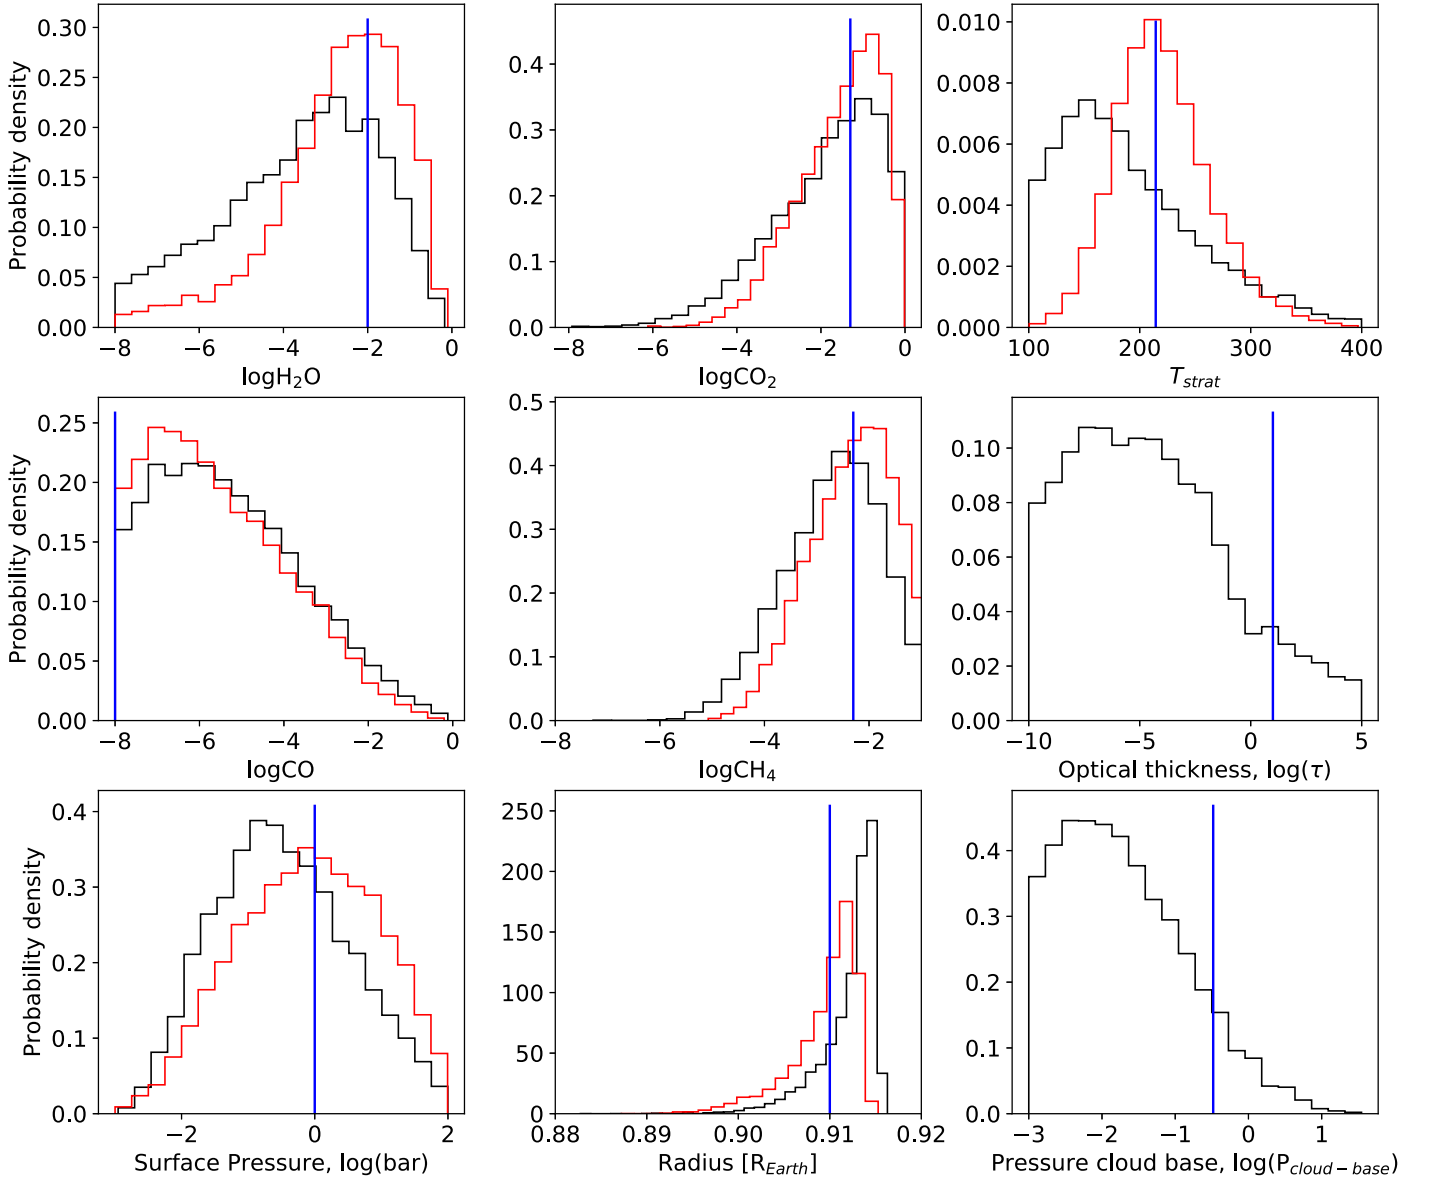 Probability density
0.30
0.25
0.20
0.15
0.10
0.05
0.00
−8 −6 −4 −2 0
logH₂O
0.4
0.3
0.2
0.1
0.0
−8 −6 −4 −2 0
logCO₂
0.010
0.008
0.006
0.004
0.002
0.000
100 200 300 400
T_strat
Probability density
0.25
0.20
0.15
0.10
0.05
0.00
−8 −6 −4 −2 0
logCO
0.5
0.4
0.3
0.2
0.1
0.0
−8 −6 −4 −2
logCH₄
0.10
0.08
0.06
0.04
0.02
0.00
−10 −5 0 5
Optical thickness, log(τ)
Probability density
0.4
0.3
0.2
0.1
0.0
−2 0 2
Surface Pressure, log(bar)
250
200
150
100
50
0
0.88 0.89 0.90 0.91 0.92
Radius [R_Earth]
0.4
0.3
0.2
0.1
0.0
−3 −2 −1 0 1
Pressure cloud base, log(P_cloud−base)